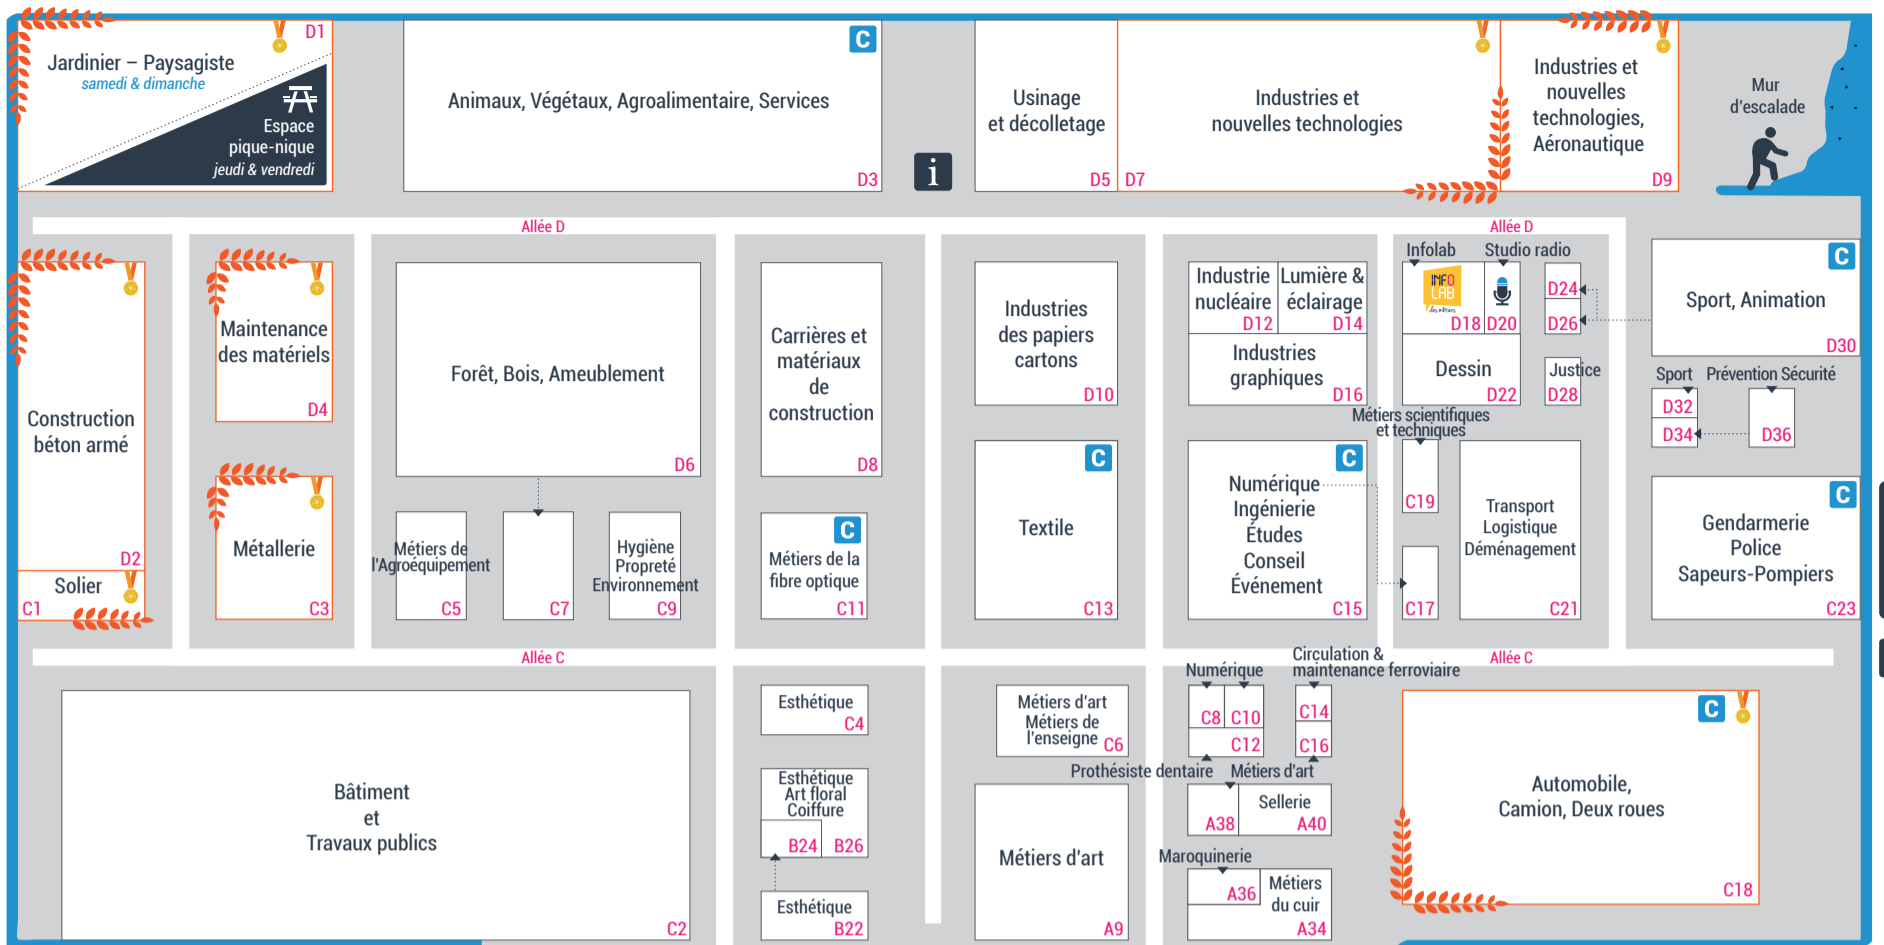 D1
Jardinier – Paysagiste
samedi & dimanche
Espace
pique-nique
jeudi & vendredi
C
Animaux, Végétaux, Agroalimentaire, Services
D3
i
Usinage
et décolletage
D5
Industries et
nouvelles technologies
D7
Industries et
nouvelles
technologies,
Aéronautique
D9
Mur
d'escalade
Allée D
Allée D
Construction
béton armé
D2
Solier
C1
Maintenance
des matériels
D4
Métallerie
C3
Forêt, Bois, Ameublement
D6
Métiers de
l'Agroéquipement
C5
C7
Hygiène
Propreté
Environnement
C9
Carrières et
matériaux
de
construction
D8
C
Métiers de la
fibre optique
C11
Industries
des papiers
cartons
D10
C
Textile
C13
Industrie
nucléaire
D12
Lumière &
éclairage
D14
Industries
graphiques
D16
C
Numérique
Ingénierie
Études
Conseil
Événement
C15
Infolab
INFO
LAB
des métiers
D18
Studio radio
D20
Dessin
D22
D24
D26
Justice
D28
Métiers scientifiques
et techniques
C19
C17
Transport
Logistique
Déménagement
C21
C
Sport, Animation
D30
Sport
D32
D34
Prévention Sécurité
D36
C
Gendarmerie
Police
Sapeurs-Pompiers
C23
Allée C
Allée C
Bâtiment
et
Travaux publics
C2
Esthétique
C4
Esthétique
Art floral
Coiffure
B24
B26
Esthétique
B22
Métiers d'art
Métiers de
l'enseigne
C6
Métiers d'art
A9
Numérique
C8
C10
C12
Prothésiste dentaire
Circulation &
maintenance ferroviaire
C14
C16
Métiers d'art
A38
Sellerie
A40
Maroquinerie
A36
Métiers
du cuir
A34
C
Automobile,
Camion, Deux roues
C18